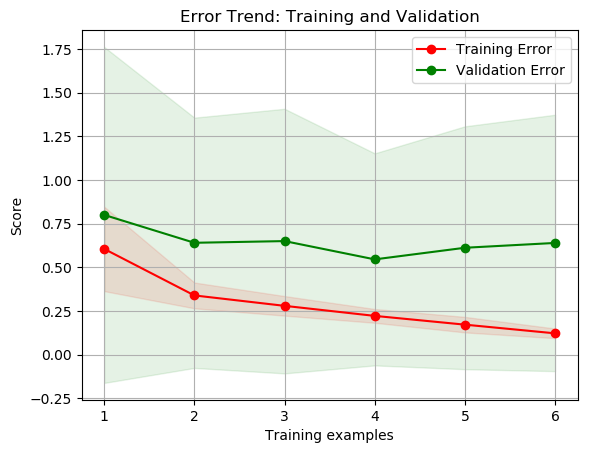 Error Trend: Training and Validation
Training Error
Validation Error
1.75
1.50
1.25
1.00
0.75
0.50
0.25
0.00
−0.25
Score
1 2 3 4 5 6
Training examples